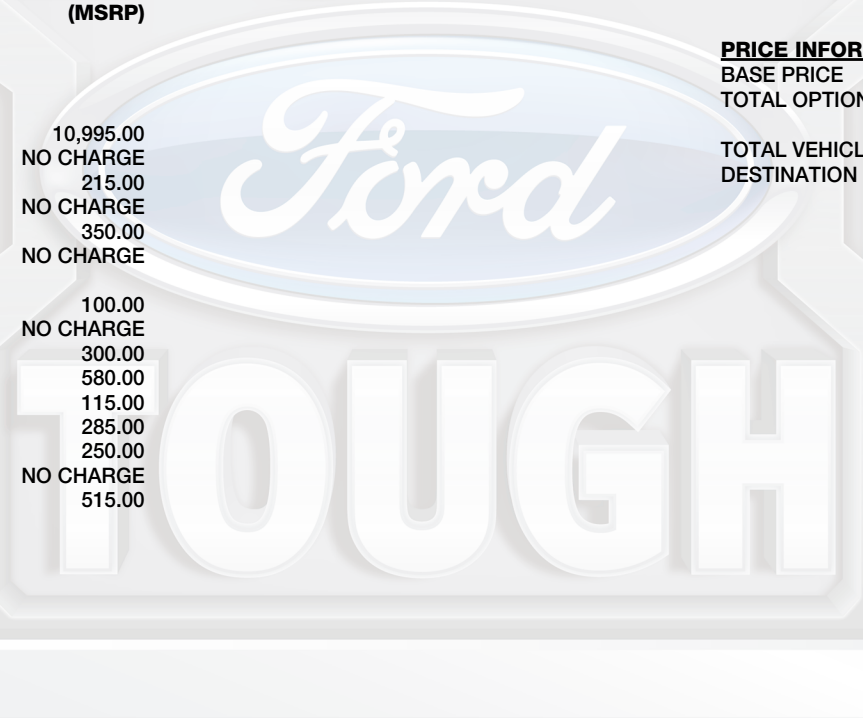 (MSRP)
10,995.00
NO CHARGE
215.00
NO CHARGE
350.00
NO CHARGE
100.00
NO CHARGE
300.00
580.00
115.00
285.00
250.00
NO CHARGE
515.00
PRICE INFOR
BASE PRICE
TOTAL OPTION
TOTAL VEHICL
DESTINATION
Ford
TOUGH